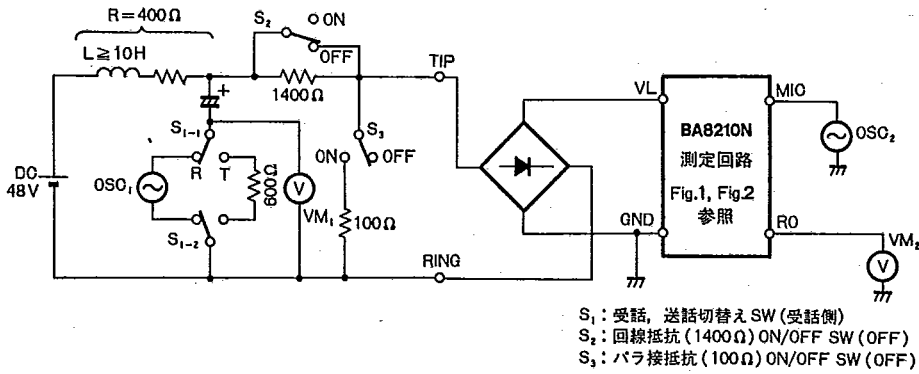 R=400Ω
L≧10H
S₂
ON
OFF
1400Ω
TIP
+
S₁₋₁
R
T
600Ω
OSC₁
S₁₋₂
V
VM₁
DC
48V
S₃
ON
OFF
100Ω
RING
VL
GND
BA8210N
測定回路
Fig.1, Fig.2
参照
MIC
OSC₂
RO
VM₂
V
S₁: 受話, 送話切替えSW (受話側)
S₂: 回線抵抗 (1400Ω) ON/OFF SW (OFF)
S₃: パラ接抵抗 (100Ω) ON/OFF SW (OFF)